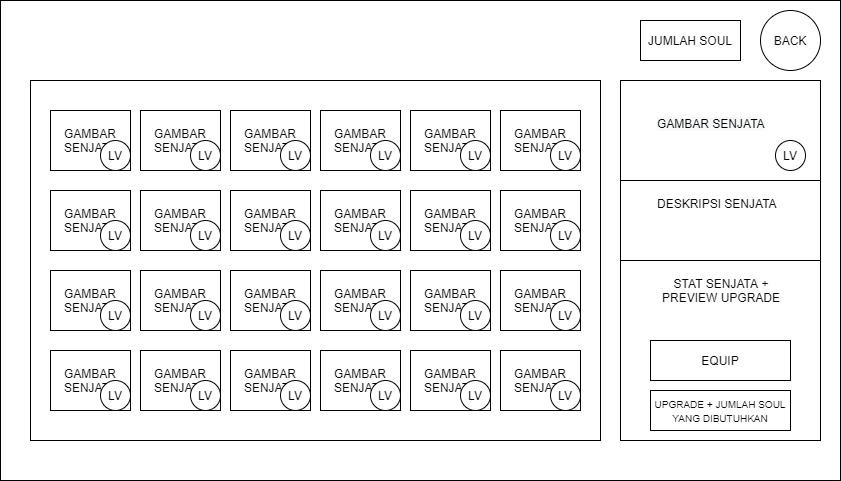 JUMLAH SOUL
BACK
GAMBAR
SENJATA
LV
GAMBAR
SENJATA
LV
GAMBAR
SENJATA
LV
GAMBAR
SENJATA
LV
GAMBAR
SENJATA
LV
GAMBAR
SENJATA
LV
GAMBAR
SENJATA
LV
GAMBAR
SENJATA
LV
GAMBAR
SENJATA
LV
GAMBAR
SENJATA
LV
GAMBAR
SENJATA
LV
GAMBAR
SENJATA
LV
GAMBAR
SENJATA
LV
GAMBAR
SENJATA
LV
GAMBAR
SENJATA
LV
GAMBAR
SENJATA
LV
GAMBAR
SENJATA
LV
GAMBAR
SENJATA
LV
GAMBAR
SENJATA
LV
GAMBAR
SENJATA
LV
GAMBAR
SENJATA
LV
GAMBAR
SENJATA
LV
GAMBAR
SENJATA
LV
GAMBAR
SENJATA
LV
GAMBAR SENJATA
LV
DESKRIPSI SENJATA
STAT SENJATA +
PREVIEW UPGRADE
EQUIP
UPGRADE + JUMLAH SOUL
YANG DIBUTUHKAN